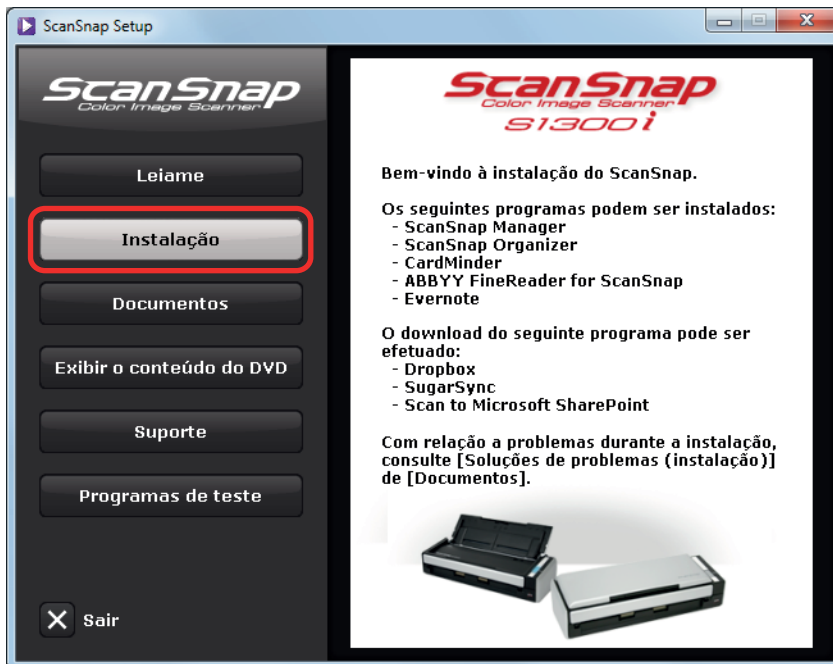 ScanSnap Setup
ScanSnap
Color Image Scanner
Leiame
Instalação
Documentos
Exibir o conteúdo do DVD
Suporte
Programas de teste
Sair
ScanSnap
Color Image Scanner
S1300i
Bem-vindo à instalação do ScanSnap.
Os seguintes programas podem ser instalados:
- ScanSnap Manager
- ScanSnap Organizer
- CardMinder
- ABBYY FineReader for ScanSnap
- Evernote
O download do seguinte programa pode ser
efetuado:
- Dropbox
- SugarSync
- Scan to Microsoft SharePoint
Com relação a problemas durante a instalação,
consulte [Soluções de problemas (instalação)]
de [Documentos].